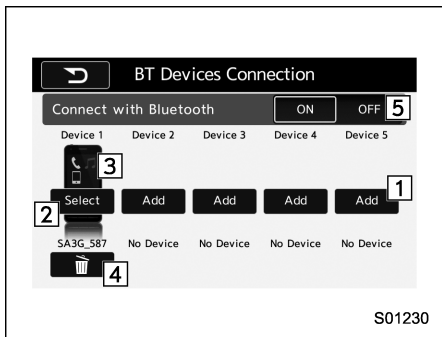 BT Devices Connection
Connect with Bluetooth ON OFF 5
Device 1 Device 2 Device 3 Device 4 Device 5
3
1
Select Add Add Add Add
2
SA3G_587 No Device No Device No Device No Device
4
S01230